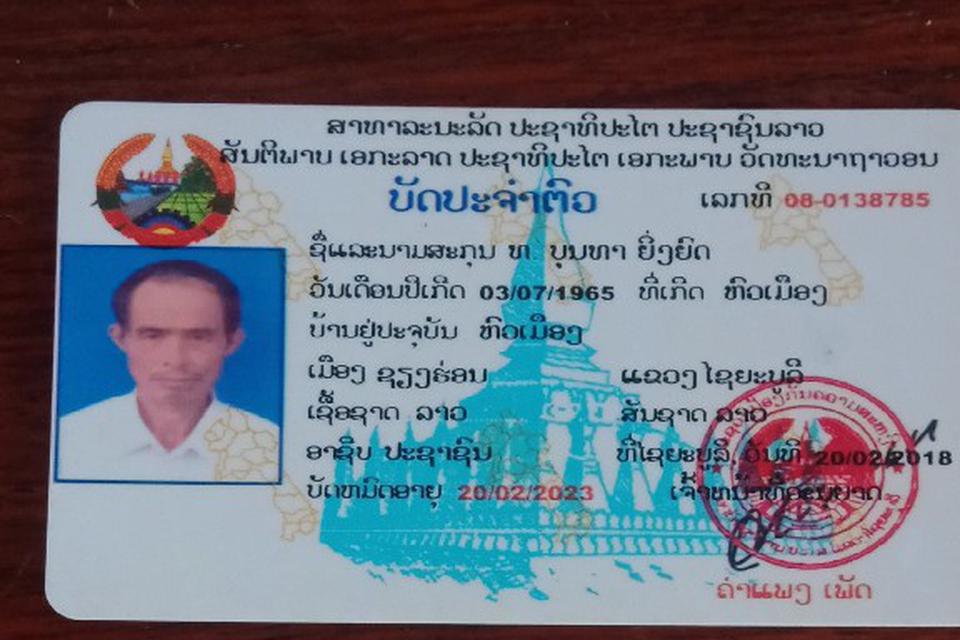 ສາທາລະນະລັດ ປະຊາທິປະໄຕ ປະຊາຊົນລາວ
ສັນຕິພາບ ເອກະລາດ ປະຊາທິປະໄຕ ເອກະພາບ ວັດທະນາຖາວອນ
ບັດປະຈຳຕົວ ເລກທີ 08-0138785
ຊື່ແລະນາມສະກຸນ ທ. ບຸນທາ ຍິ່ງຍົດ
ວັນເດືອນປີເກີດ 03/07/1965 ທີ່ເກີດ ຫົວເມືອງ
ບ້ານຢູ່ປະຈຸບັນ ຫົວເມືອງ
ເມືອງ ຊຽງຮ່ອນ ແຂວງ ໄຊຍະບູລີ
ເຊື້ອຊາດ ລາວ ສັນຊາດ ລາວ
ອາຊີບ ປະຊາຊົນ ທີ່ໄຊຍະບູລີ, ວັນທີ 20/02/2018
ບັດຫມົດອາຍຸ 20/02/2023 ເຈົ້າຫນ້າທີ່ອະນຸຍາດ
ຄຳແພງ ເພັດ